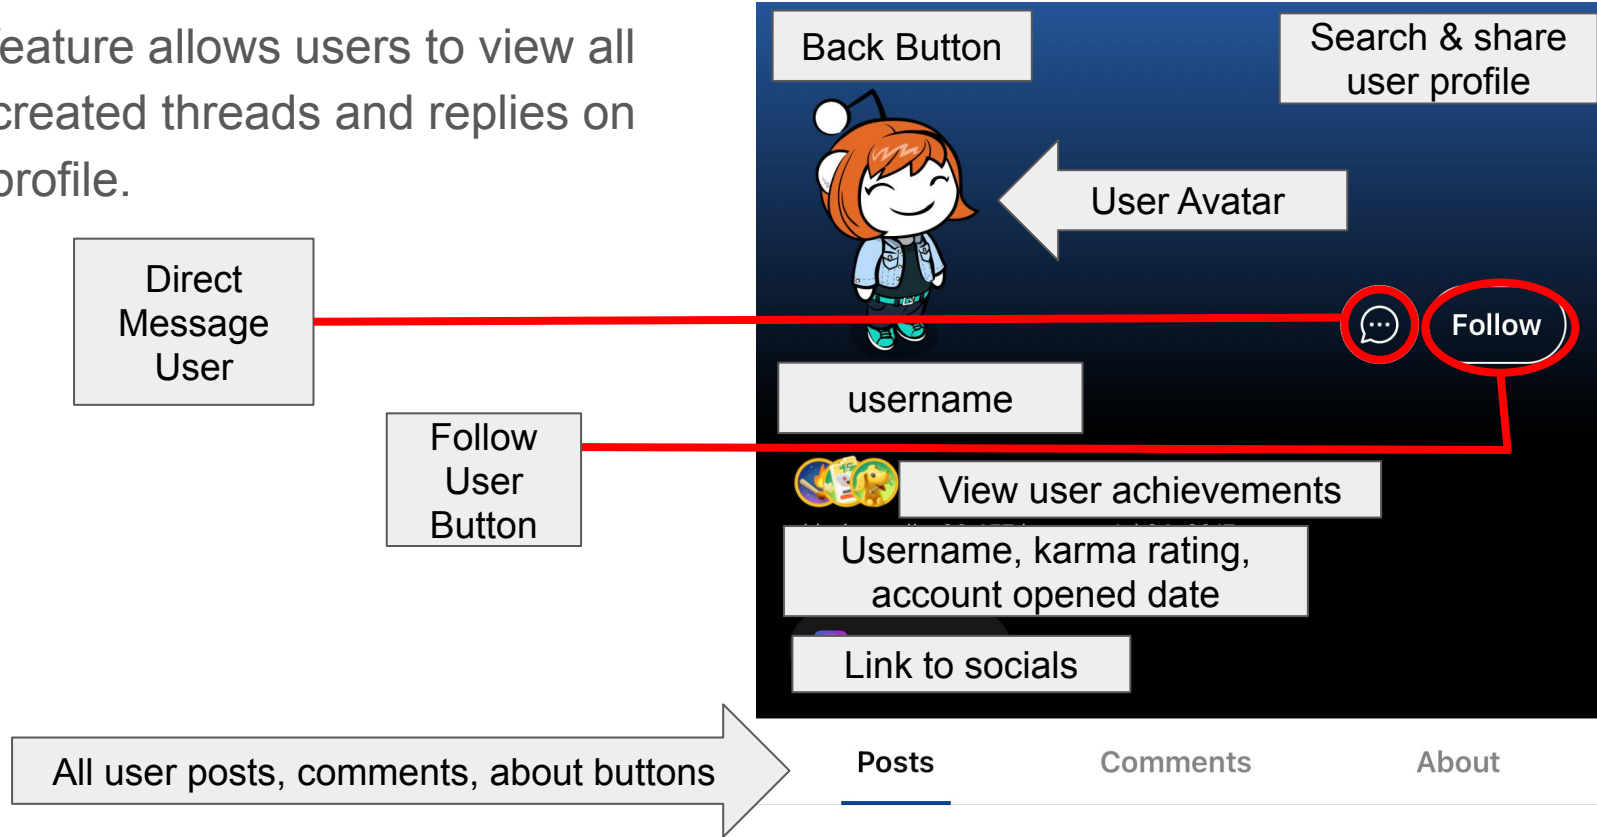 feature allows users to view all
created threads and replies on
profile.
Back Button
Search & share
user profile
User Avatar
Direct
Message
User
Follow
username
Follow
User
Button
View user achievements
Username, karma rating,
account opened date
Link to socials
All user posts, comments, about buttons
Posts
Comments
About